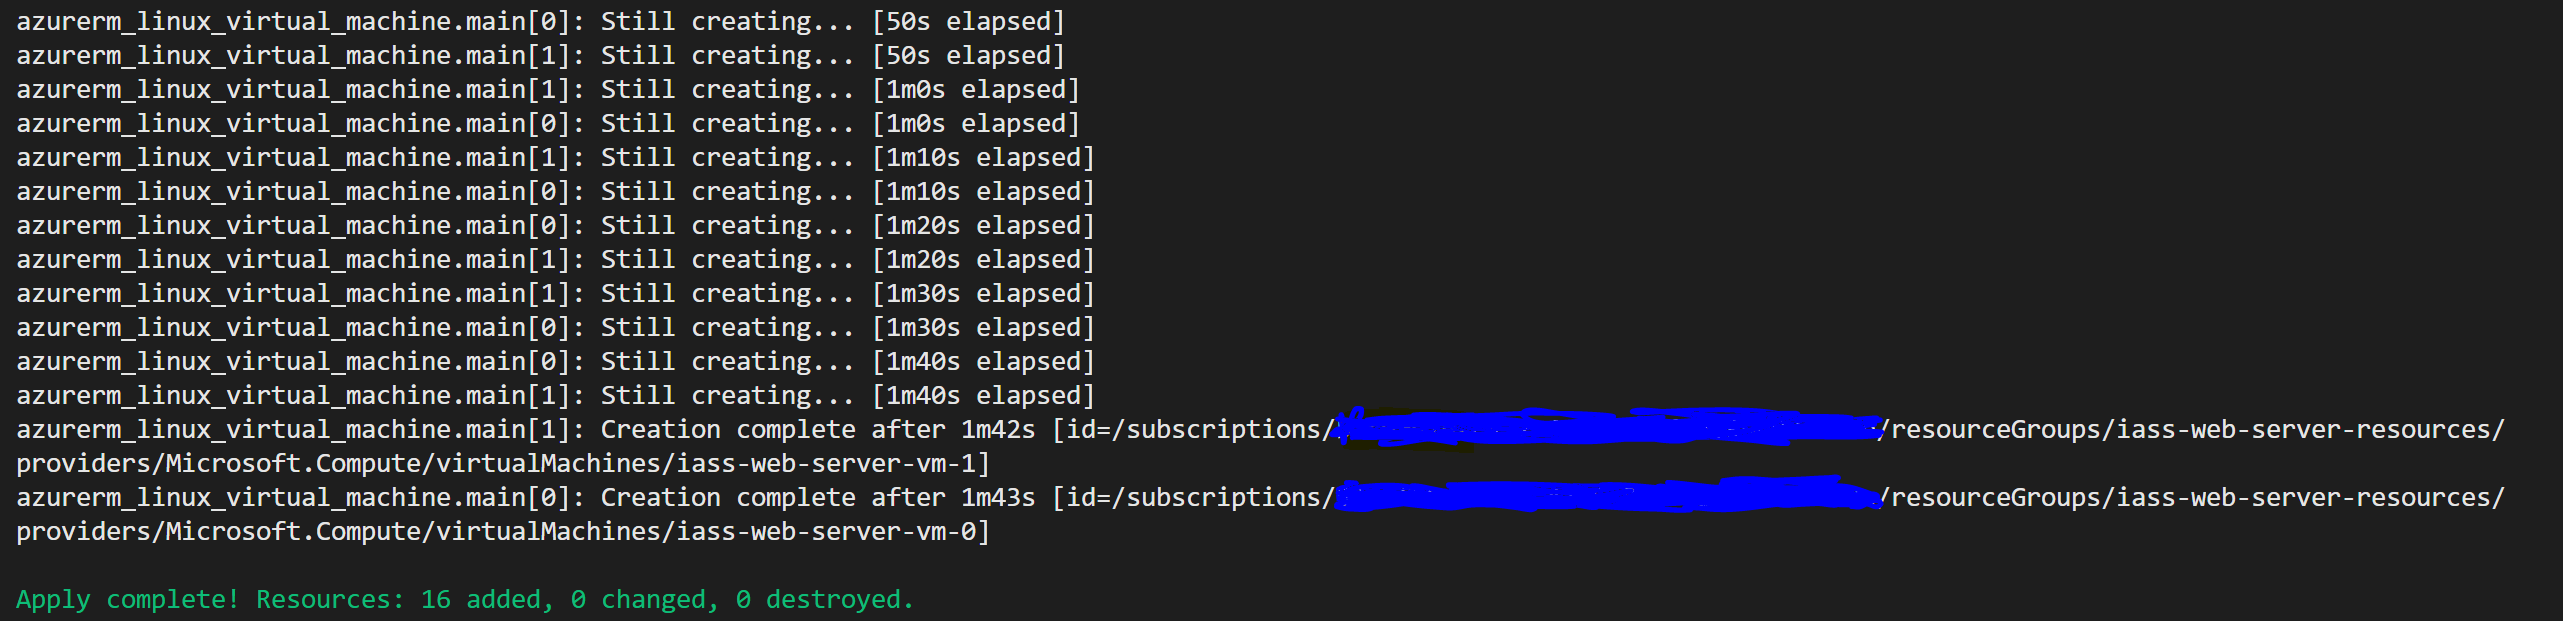 azurerm_linux_virtual_machine.main[0]: Still creating... [50s elapsed]
azurerm_linux_virtual_machine.main[1]: Still creating... [50s elapsed]
azurerm_linux_virtual_machine.main[1]: Still creating... [1m0s elapsed]
azurerm_linux_virtual_machine.main[0]: Still creating... [1m0s elapsed]
azurerm_linux_virtual_machine.main[1]: Still creating... [1m10s elapsed]
azurerm_linux_virtual_machine.main[0]: Still creating... [1m10s elapsed]
azurerm_linux_virtual_machine.main[0]: Still creating... [1m20s elapsed]
azurerm_linux_virtual_machine.main[1]: Still creating... [1m20s elapsed]
azurerm_linux_virtual_machine.main[1]: Still creating... [1m30s elapsed]
azurerm_linux_virtual_machine.main[0]: Still creating... [1m30s elapsed]
azurerm_linux_virtual_machine.main[0]: Still creating... [1m40s elapsed]
azurerm_linux_virtual_machine.main[1]: Still creating... [1m40s elapsed]
azurerm_linux_virtual_machine.main[1]: Creation complete after 1m42s [id=/subscriptions/ /resourceGroups/iass-web-server-resources/
providers/Microsoft.Compute/virtualMachines/iass-web-server-vm-1]
azurerm_linux_virtual_machine.main[0]: Creation complete after 1m43s [id=/subscriptions/ /resourceGroups/iass-web-server-resources/
providers/Microsoft.Compute/virtualMachines/iass-web-server-vm-0]
Apply complete! Resources: 16 added, 0 changed, 0 destroyed.